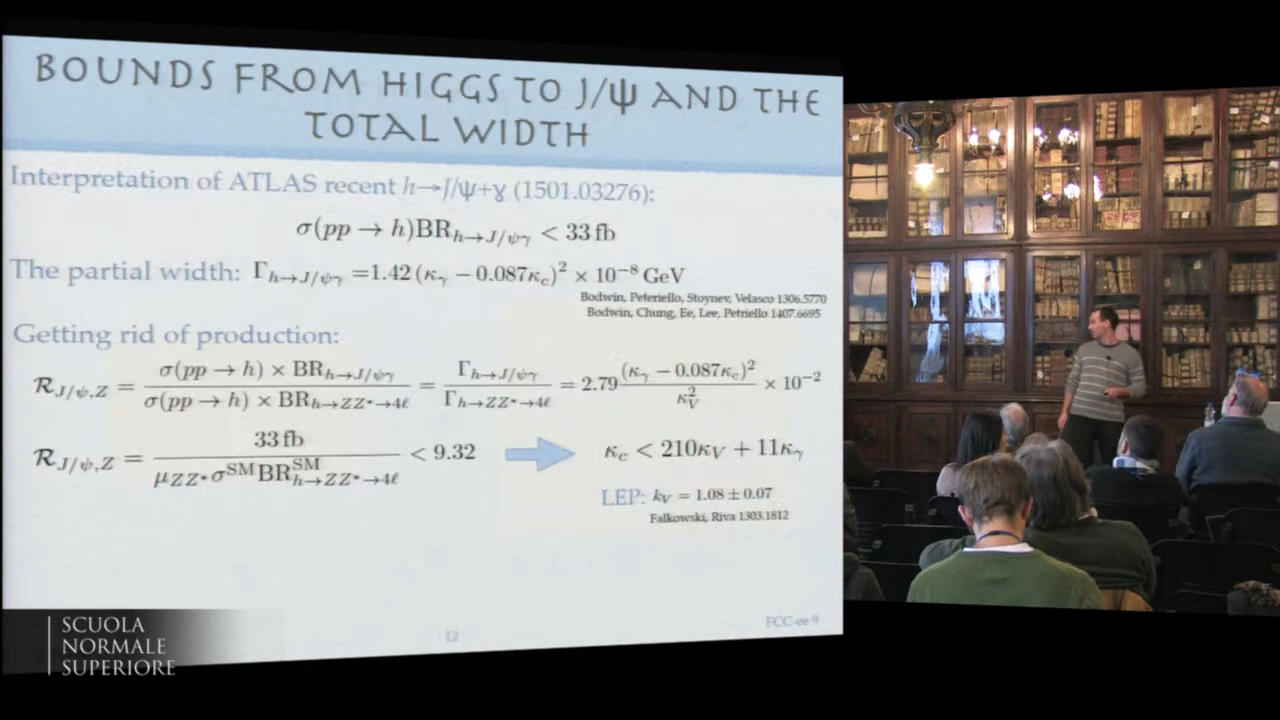 BOUNDS FROM HIGGS TO J/ψ AND THE
TOTAL WIDTH
Interpretation of ATLAS recent h→J/ψ+γ (1501.03276):
σ(pp → h)BR_{h→J/ψγ} < 33 fb
The partial width: Γ_{h→J/ψγ} =1.42 (κ_γ − 0.087κ_c)² × 10⁻⁸ GeV
Bodwin, Peteriello, Stoynev, Velasco 1306.5770
Bodwin, Chung, Ee, Lee, Petriello 1407.6695
Getting rid of production:
R_{J/ψ,Z} = \frac{σ(pp → h) × BR_{h→J/ψγ}}{σ(pp → h) × BR_{h→ZZ*→4ℓ}} = \frac{Γ_{h→J/ψγ}}{Γ_{h→ZZ*→4ℓ}} = 2.79 \frac{(κ_γ − 0.087κ_c)²}{κ_V²} × 10⁻²
R_{J/ψ,Z} = \frac{33 fb}{μ_{ZZ*}σ^{SM}BR^{SM}_{h→ZZ*→4ℓ}} < 9.32
κ_c < 210κ_V + 11κ_γ
LEP: k_V = 1.08 ± 0.07
Falkowski, Riva 1303.1812
12
FCC-ee 9
SCUOLA
NORMALE
SUPERIORE